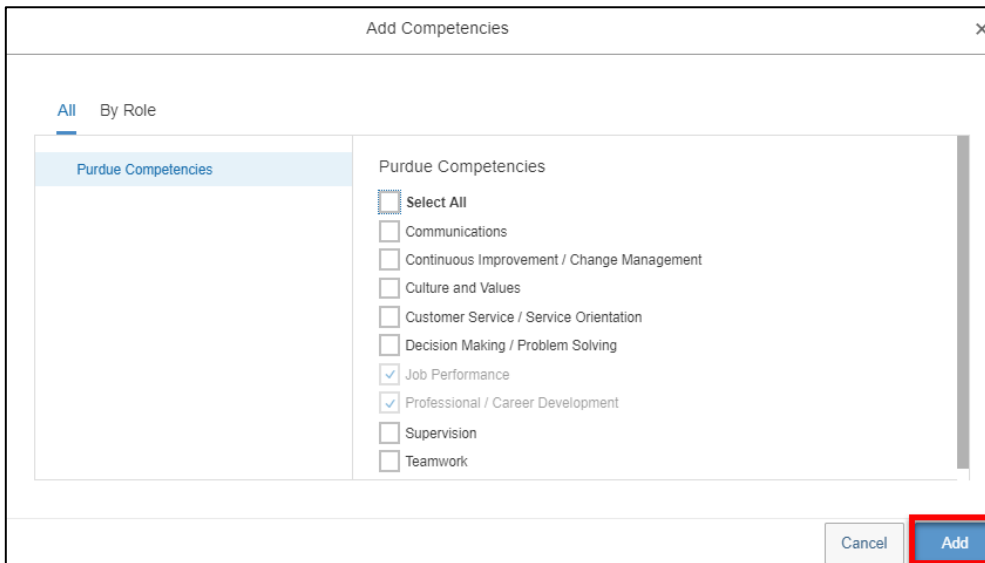 Add Competencies
All By Role
Purdue Competencies
Purdue Competencies
Select All
Communications
Continuous Improvement / Change Management
Culture and Values
Customer Service / Service Orientation
Decision Making / Problem Solving
Job Performance
Professional / Career Development
Supervision
Teamwork
Cancel Add